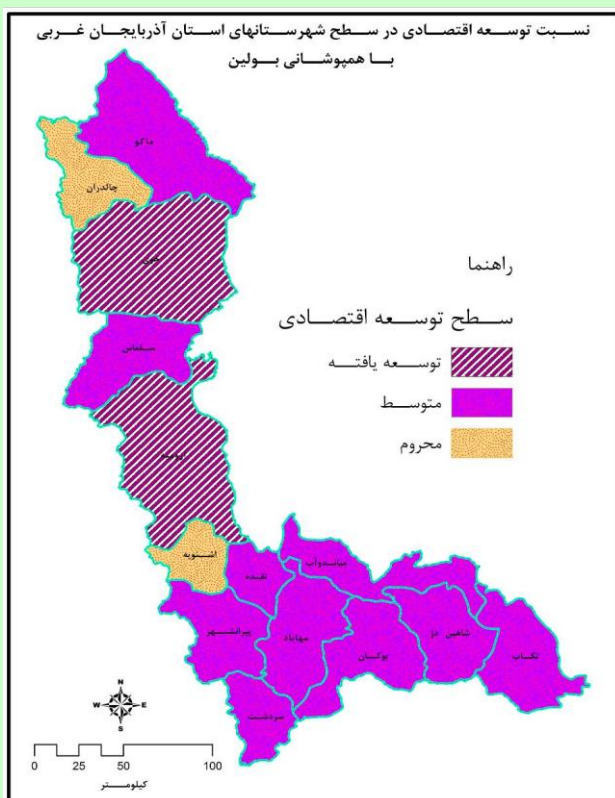 نسبت توسعه اقتصادی در سطح شهرستانهای استان آذربایجان غربی
با همپوشانی بولین
ماکو
چالدران
خوی
راهنما
سطح توسعه اقتصادی
سلماس
توسعه یافته
متوسط
محروم
ارومیه
اشنویه
نقده
میاندوآب
پیرانشهر
مهاباد
بوکان
شاهین دژ
تکاب
سردشت
N
W E
S
0 25 50 100
کیلومتر